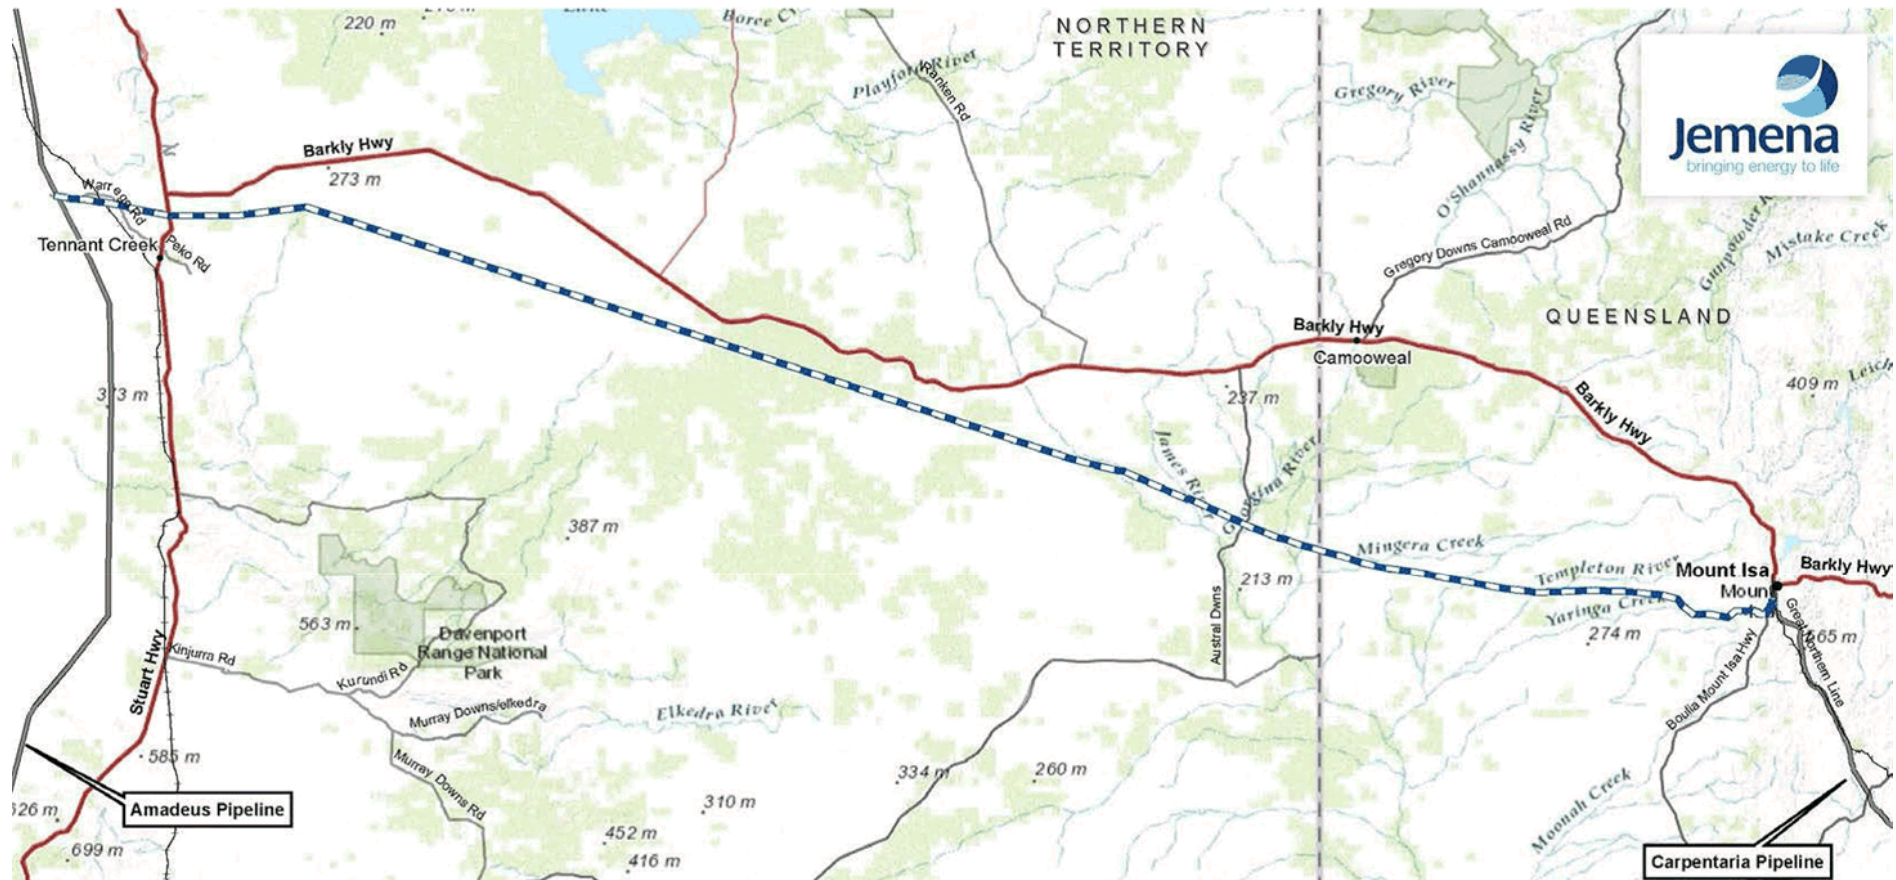 220 m
Boree
NORTHERN
TERRITORY
Playford River
Ranken Rd
Gregory River
O'Shannassy River
Jemena
bringing energy to life
Barkly Hwy
273 m
Warrego Rd
Tennant Creek
Peko Rd
Gregory Downs Camooweal Rd
Mistake Creek
Gunpowder
QUEENSLAND
Barkly Hwy
Camooweal
373 m
237 m
409 m
Barkly Hwy
James River
Georgina River
387 m
Mingera Creek
Templeton River
Mount Isa
Mount
Barkly Hwy
213 m
Yaringa Creek
274 m
563 m
Davenport
Range National
Park
Kinjurra Rd
Kurundi Rd
Austral Dwns
Great Northern Line
Boulia Mount Isa Hwy
Stuart Hwy
Murray Downs/elkedra
Elkedra River
585 m
Murray Downs Rd
334 m
260 m
310 m
Amadeus Pipeline
452 m
416 m
699 m
Moonah Creek
Carpentaria Pipeline